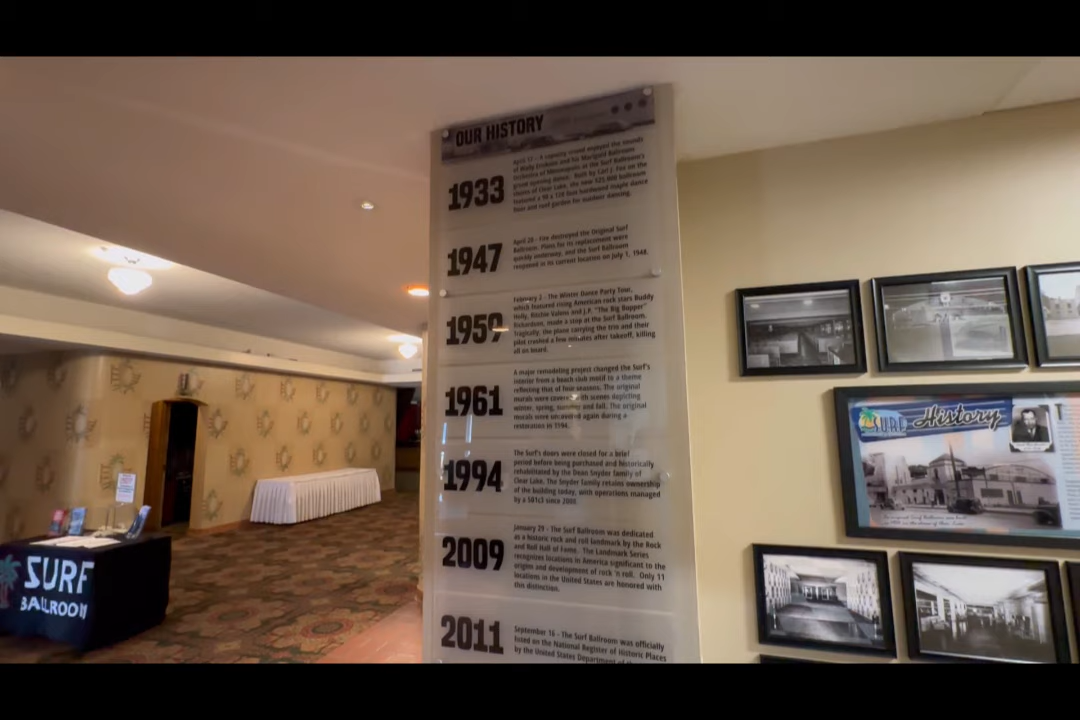 OUR HISTORY
1933
April 17 - A capacity crowd enjoyed the sounds
of Wally Erickson and his Marigold Ballroom
Orchestra of Minneapolis at the Surf Ballroom's
grand opening dance. Built by Carl J. Fox on the
shores of Clear Lake, the new $25,000 ballroom
featured a 90 x 120 foot hardwood maple dance
floor and roof garden for outdoor dancing.
1947
April 20 - Fire destroyed the Original Surf
Ballroom. Plans for its replacement were
quickly underway, and the Surf Ballroom
reopened in its current location on July 1, 1948.
1959
February 2 - The Winter Dance Party Tour,
which featured rising American rock stars Buddy
Holly, Ritchie Valens and J.P. "The Big Bopper"
Richardson, made a stop at the Surf Ballroom.
Tragically, the plane carrying the trio and their
pilot crashed a few minutes after takeoff, killing
all on board.
1961
A major remodeling project changed the Surf's
interior from a beach club motif to a theme
reflecting that of four seasons. The original
murals were covered with scenes depicting
winter, spring, summer and fall. The original
murals were uncovered again during a
restoration in 1994.
1994
The Surf's doors were closed for a brief
period before being purchased and historically
rehabilitated by the Dean Snyder family of
Clear Lake. The Snyder family retains ownership
of the building today, with operations managed
by a 501c3 since 2008.
2009
January 29 - The Surf Ballroom was dedicated
as a historic rock and roll landmark by the Rock
and Roll Hall of Fame. The Landmark Series
recognizes locations in America significant to the
origins and development of rock 'n roll. Only 11
locations in the United States are honored with
this distinction.
2011
September 16 - The Surf Ballroom was officially
listed on the National Register of Historic Places
by the United States Department of
SURF
BALLROOM
SURF History